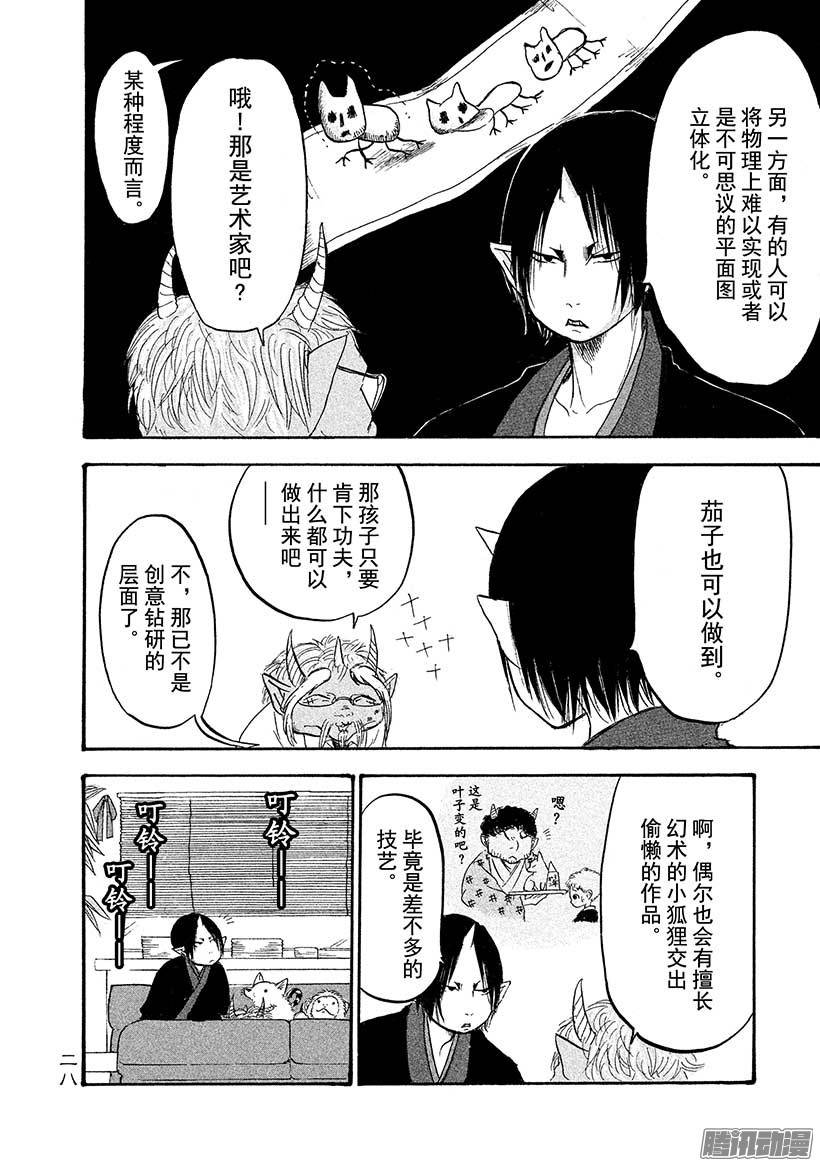 另一方面，有的人可以
将物理上难以实现或者
是不可思议的平面图
立体化。
哦！那是艺术家吧？
某种程度而言。
茄子也可以做到。
那孩子只要
肯下功夫，
什么都可以
做出来吧
——
不，那已不是
创意钻研的
层面了。
啊，偶尔也会有擅长
幻术的小狐狸交出
偷懒的作品。
嗯？
这是
叶子变的吧？
毕竟是差不多的
技艺。
叮铃——
叮铃——
叮铃——
二八
腾讯动漫